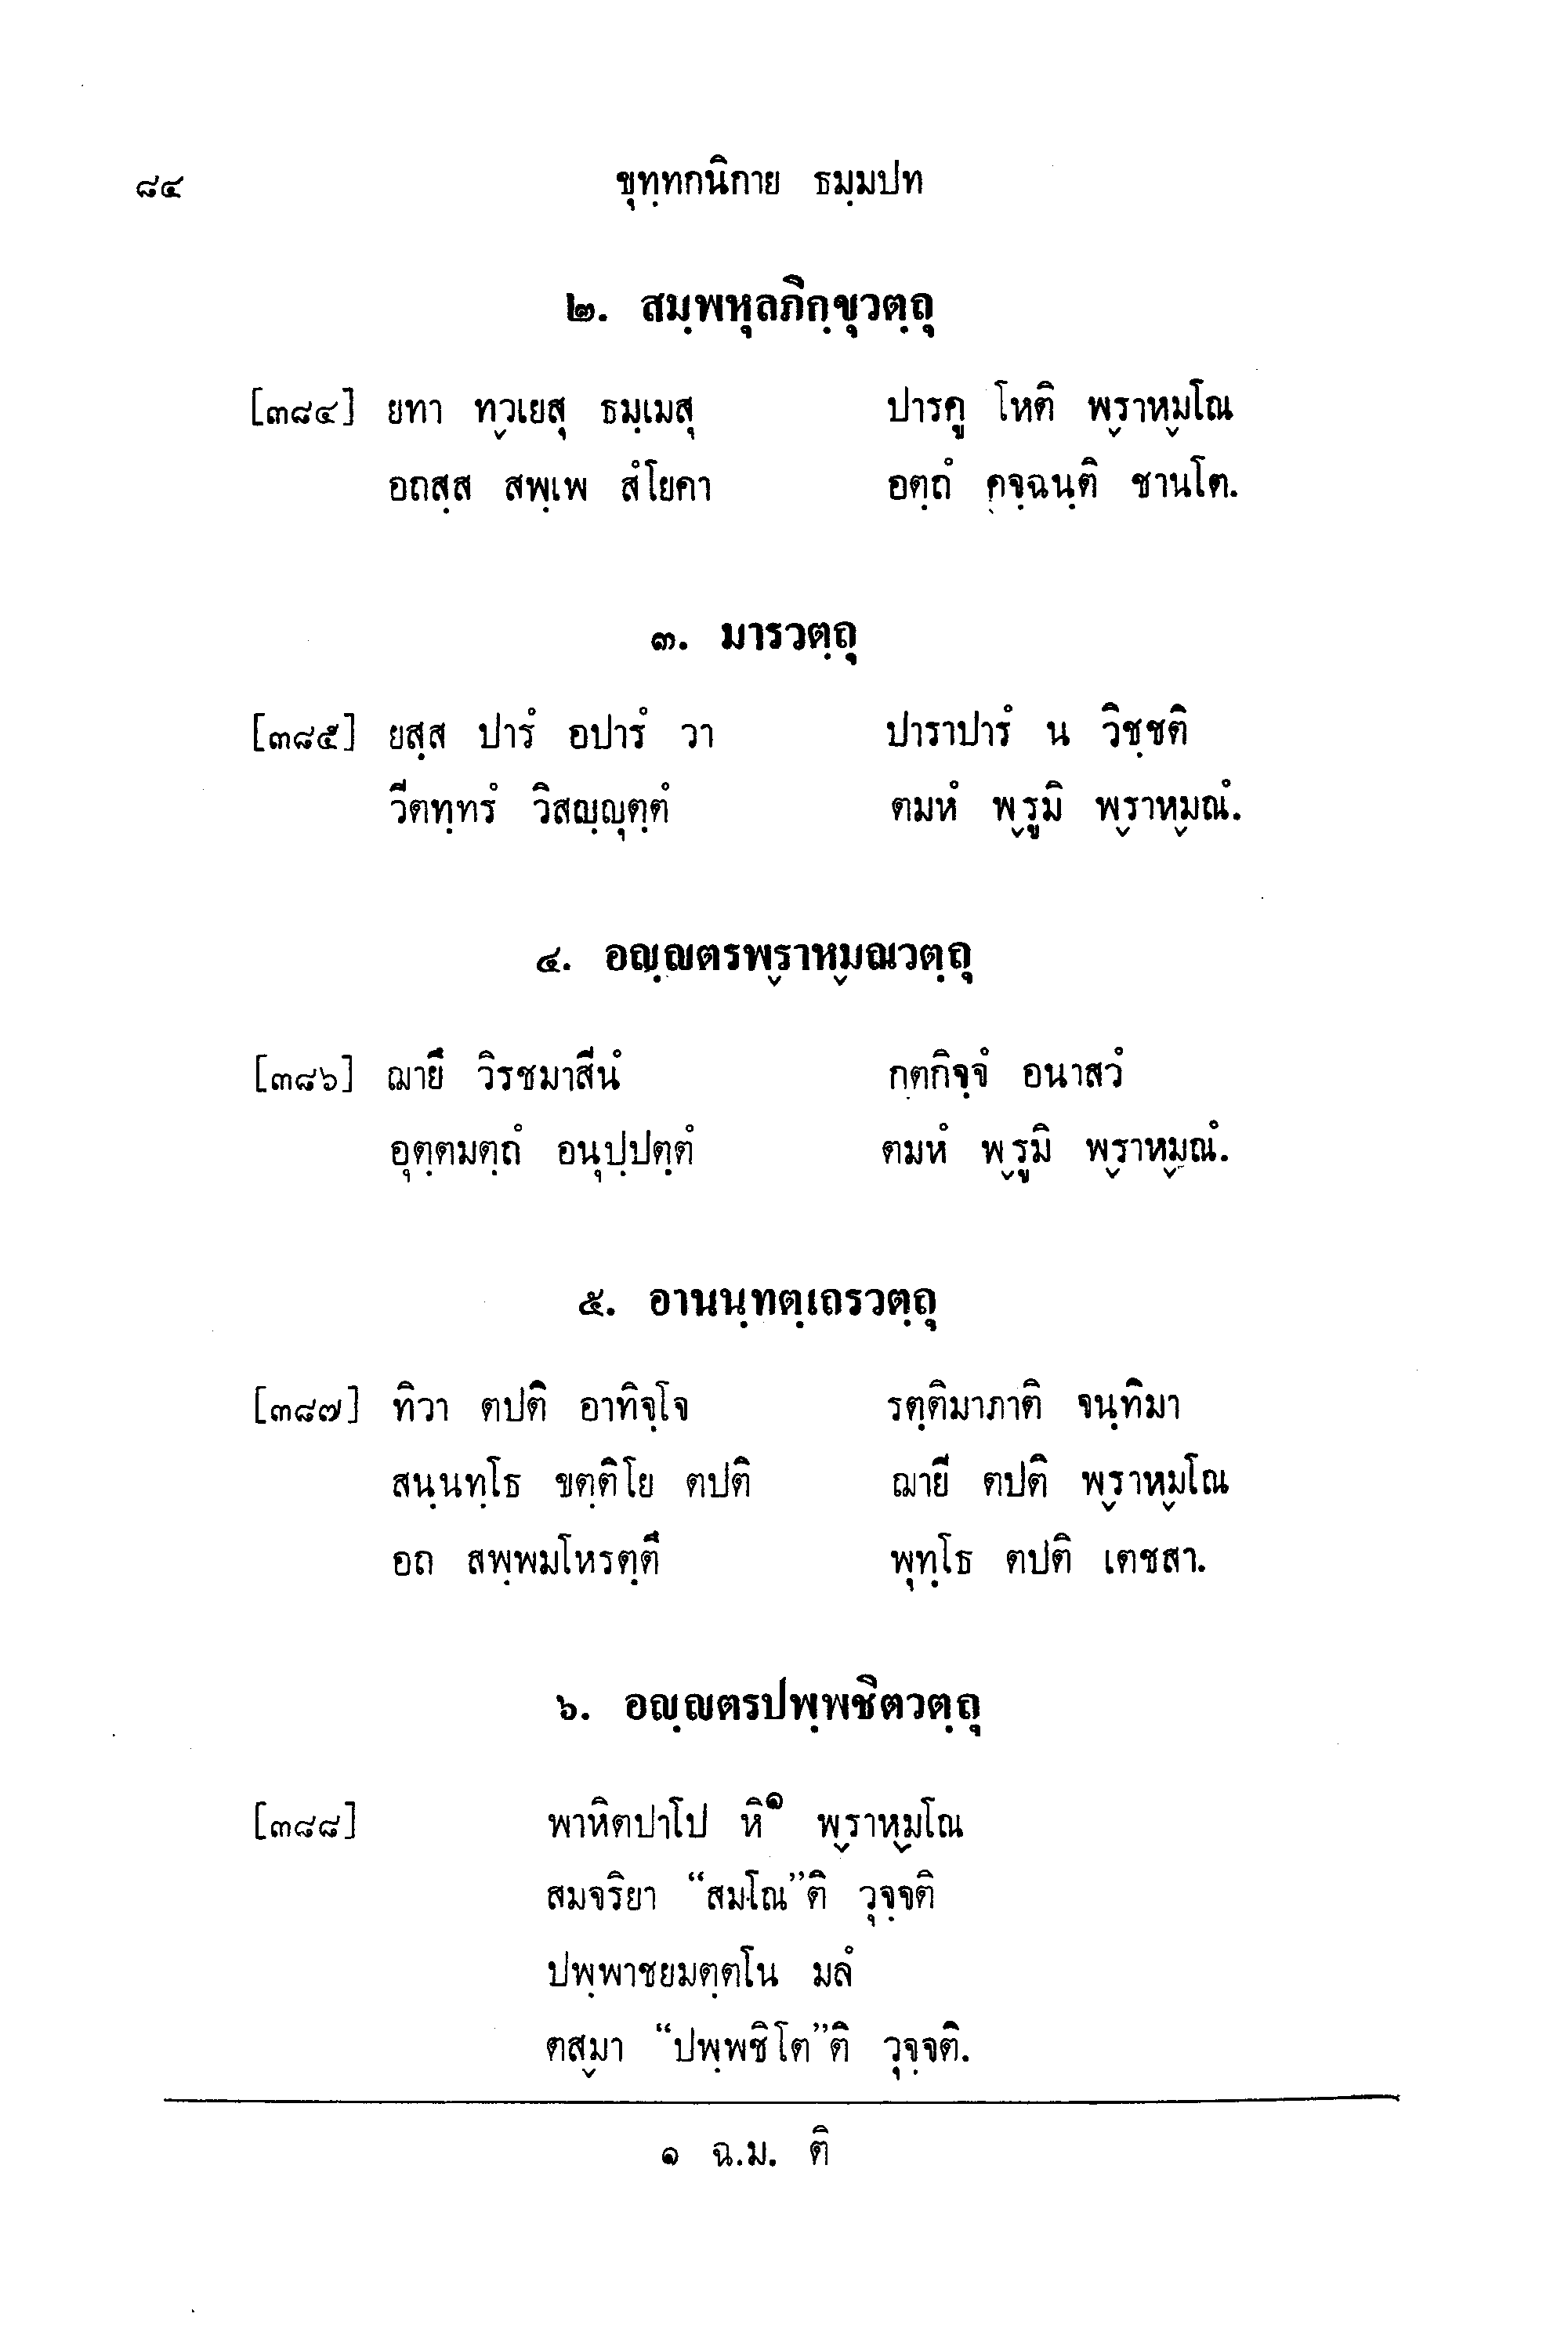 ๘๔ ขุทฺทกนิกาย ธมฺมปท
๒. สมฺพหุลภิกฺขุวตฺถุ
[๓๘๔] ยทา ท๎วเยสุ ธมฺเมสุ ปารคู โหติ พ๎ราห๎มโณ
อถสฺส สพฺเพ สํโยคา อตฺถํ คจฺฉนฺติ ชานโต.
๓. มารวตฺถุ
[๓๘๕] ยสฺส ปารํ อปารํ วา ปาราปารํ น วิชฺชติ
วีตทฺทรํ วิสญฺญุตฺตํ ตมหํ พ๎รูมิ พ๎ราห๎มณํ.
๔. อญฺญตรพ๎ราห๎มณวตฺถุ
[๓๘๖] ฌายึ วิรชมาสีนํ กตกิจฺจํ อนาสวํ
อุตฺตมตฺถํ อนุปฺปตฺตํ ตมหํ พ๎รูมิ พ๎ราห๎มณํ.
๕. อานนฺทตฺเถรวตฺถุ
[๓๘๗] ทิวา ตปติ อาทิจฺโจ รตฺติมาภาติ จนฺทิมา
สนฺนทฺโธ ขตฺติโย ตปติ ฌายี ตปติ พ๎ราห๎มโณ
อถ สพฺพมโหรตฺตึ พุทฺโธ ตปติ เตชสา.
๖. อญฺญตรปพฺพชิตวตฺถุ
[๓๘๘] พาหิตปาโป หิ๑ พ๎ราห๎มโณ
สมจริยา “สมโณ”ติ วุจฺจติ
ปพฺพาชยมตฺตโน มลํ
ตส๎มา “ปพฺพชิโต”ติ วุจฺจติ.
๑ ฉ.ม. ติ